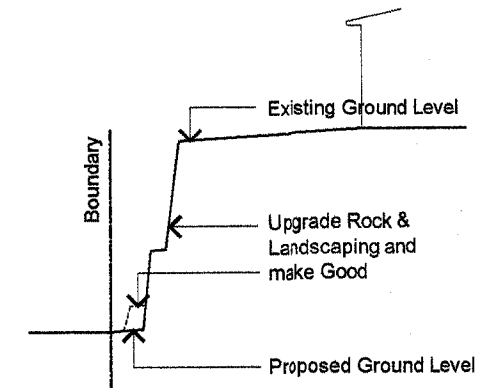 Existing Ground Level
Boundary
Upgrade Rock &
Landscaping and
make Good
Proposed Ground Level